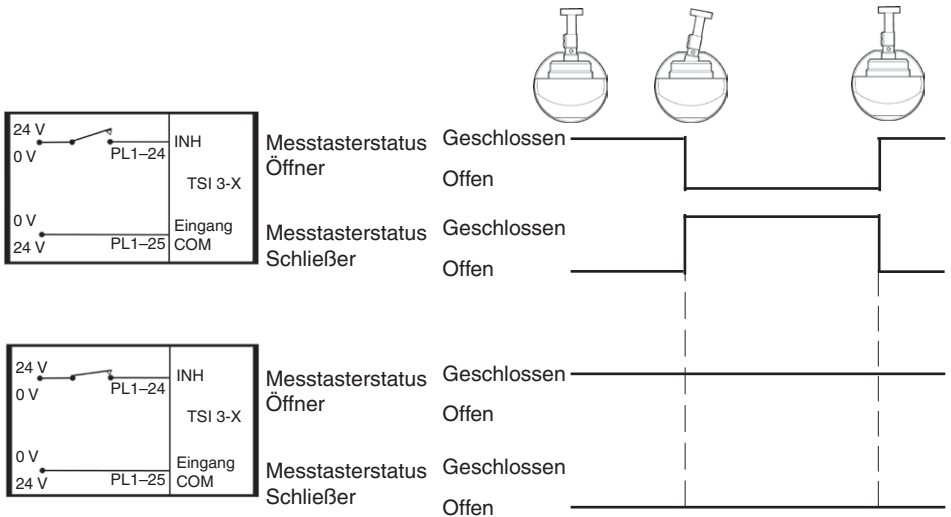 24 V
0 V
PL1–24
INH
TSI 3-X
0 V
24 V
PL1–25
Eingang
COM
Messtasterstatus
Öffner
Geschlossen
Offen
Messtasterstatus
Schließer
Geschlossen
Offen
24 V
0 V
PL1–24
INH
TSI 3-X
0 V
24 V
PL1–25
Eingang
COM
Messtasterstatus
Öffner
Geschlossen
Offen
Messtasterstatus
Schließer
Geschlossen
Offen